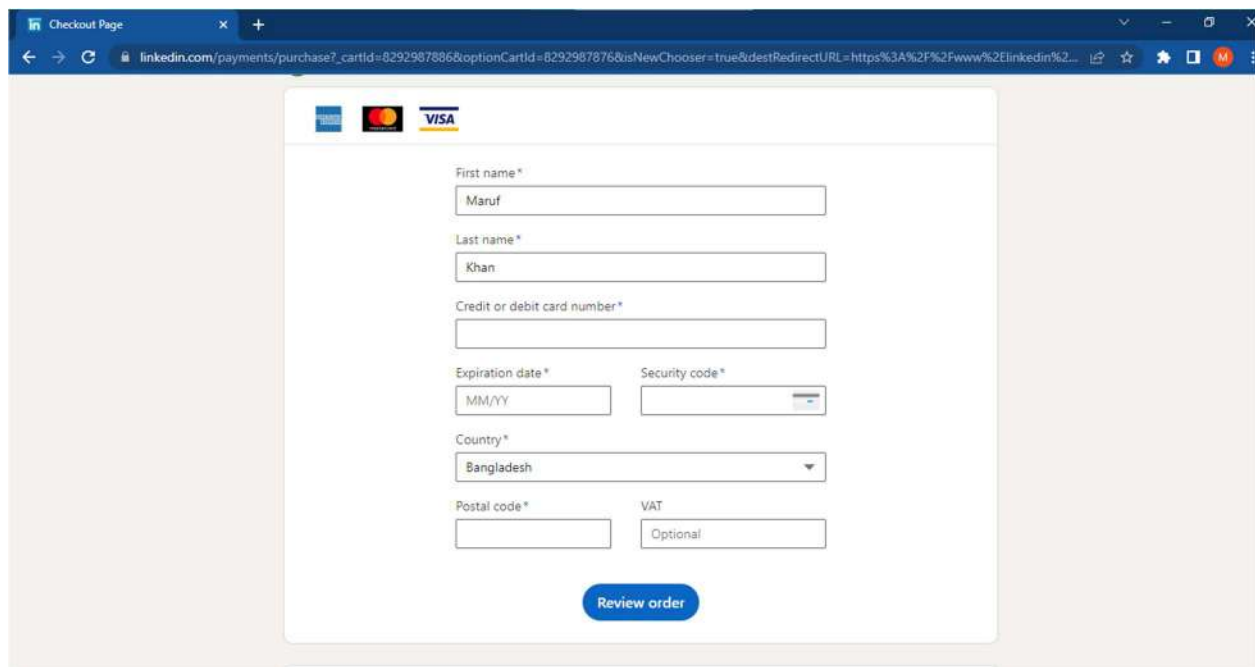 in Checkout Page
linkedin.com/payments/purchase?_cartId=8292987886&optionCartId=8292987876&isNewChooser=true&destRedirectURL=https%3A%2F%2Fwww%2Elinkedin%2...
M
VISA
First name*
Maruf
Last name*
Khan
Credit or debit card number*
Expiration date* Security code*
MM/YY
Country*
Bangladesh
Postal code* VAT
Optional
Review order